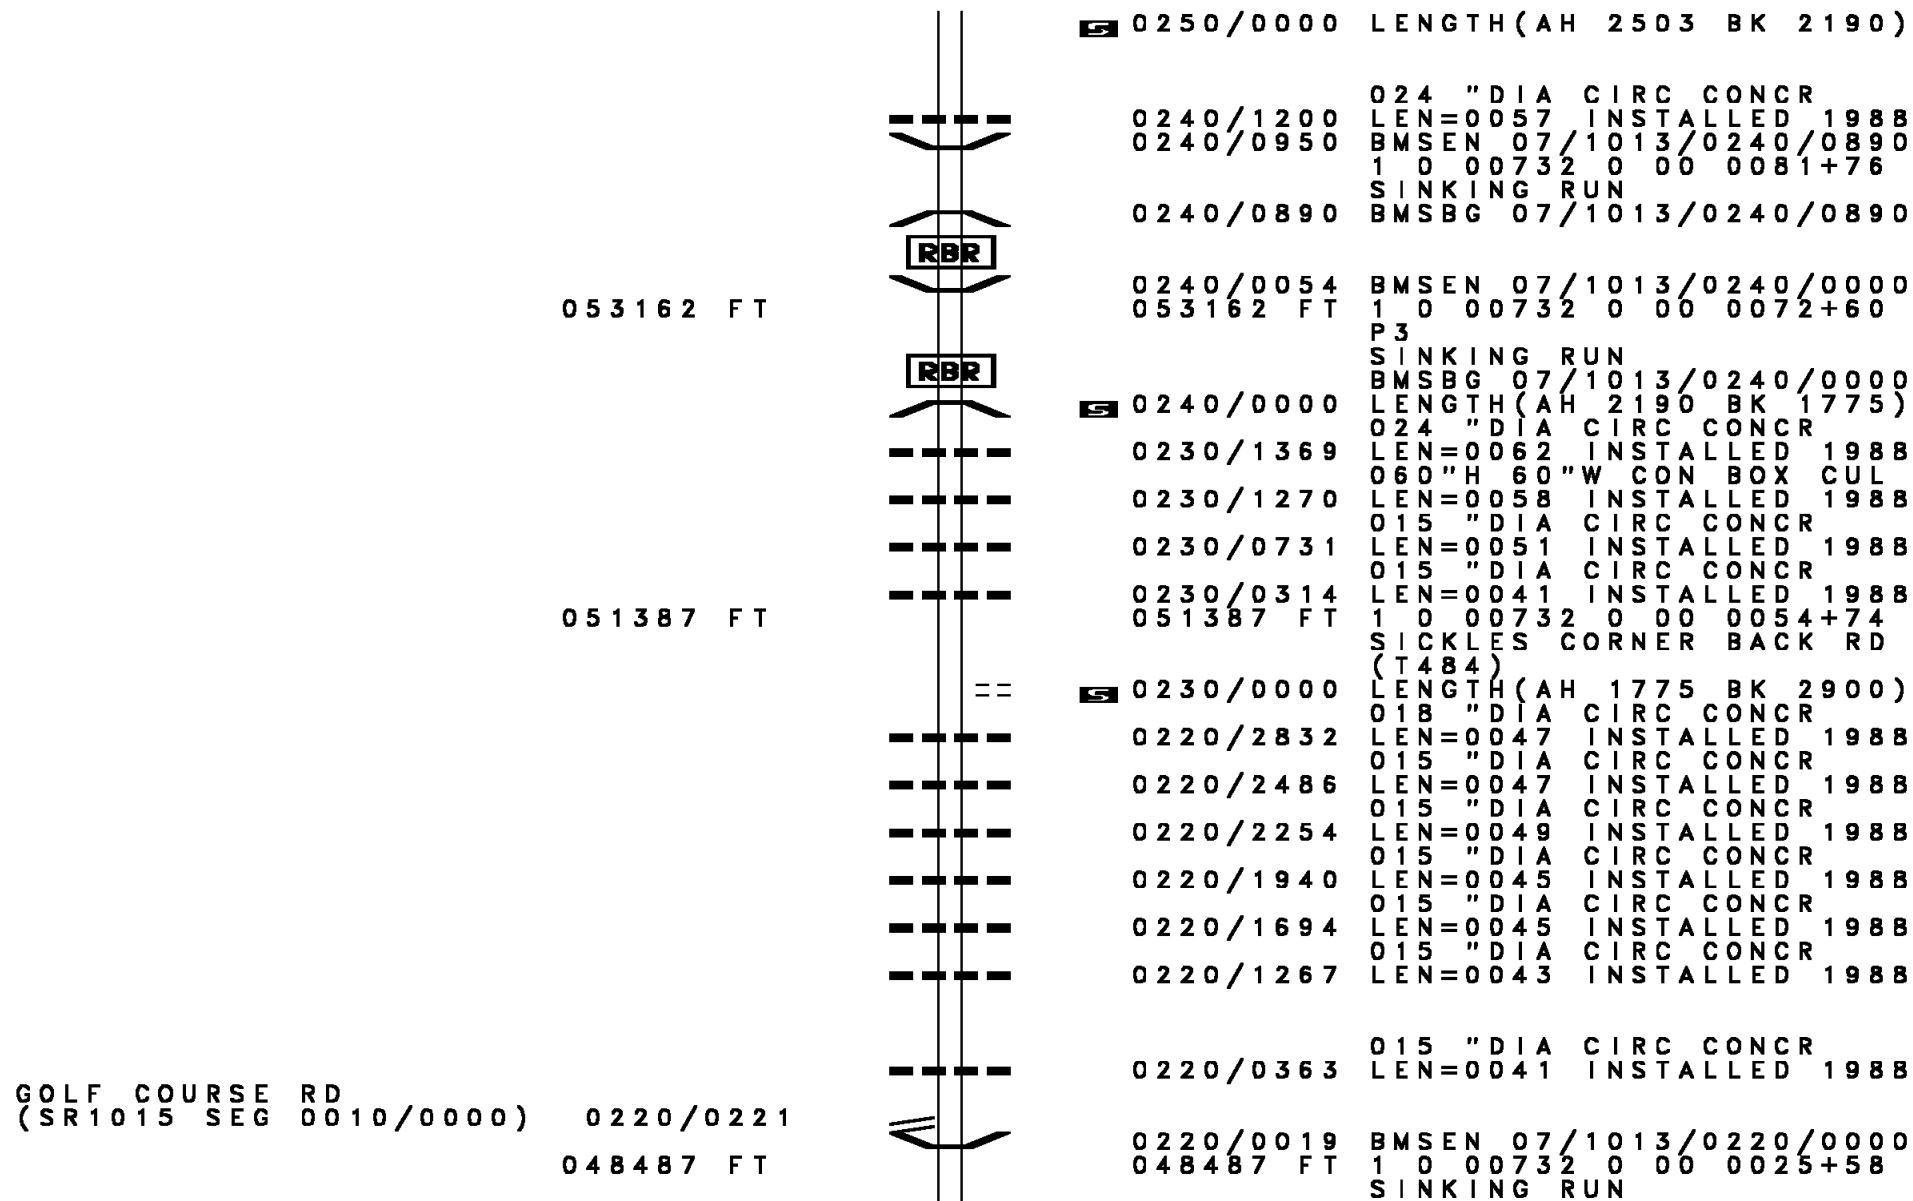 0250/0000 LENGTH(AH 2503 BK 2190)
024 "DIA CIRC CONCR
0240/1200 LEN=0057 INSTALLED 1988
0240/0950 BMSEN 07/1013/0240/0890
1 0 00732 0 00 0081+76
SINKING RUN
0240/0890 BMSBG 07/1013/0240/0890
RBR
0240/0054 BMSEN 07/1013/0240/0000
053162 FT 053162 FT 1 0 00732 0 00 0072+60
P3
SINKING RUN
RBR
BMSBG 07/1013/0240/0000
0240/0000 LENGTH(AH 2190 BK 1775)
024 "DIA CIRC CONCR
0230/1369 LEN=0062 INSTALLED 1988
060"H 60"W CON BOX CUL
0230/1270 LEN=0058 INSTALLED 1988
015 "DIA CIRC CONCR
0230/0731 LEN=0051 INSTALLED 1988
015 "DIA CIRC CONCR
0230/0314 LEN=0041 INSTALLED 1988
051387 FT 051387 FT 1 0 00732 0 00 0054+74
SICKLES CORNER BACK RD
(T484)
0230/0000 LENGTH(AH 1775 BK 2900)
018 "DIA CIRC CONCR
0220/2832 LEN=0047 INSTALLED 1988
015 "DIA CIRC CONCR
0220/2486 LEN=0047 INSTALLED 1988
015 "DIA CIRC CONCR
0220/2254 LEN=0049 INSTALLED 1988
015 "DIA CIRC CONCR
0220/1940 LEN=0045 INSTALLED 1988
015 "DIA CIRC CONCR
0220/1694 LEN=0045 INSTALLED 1988
015 "DIA CIRC CONCR
0220/1267 LEN=0043 INSTALLED 1988
015 "DIA CIRC CONCR
0220/0363 LEN=0041 INSTALLED 1988
GOLF COURSE RD
(SR1015 SEG 0010/0000) 0220/0221
0220/0019 BMSEN 07/1013/0220/0000
048487 FT 048487 FT 1 0 00732 0 00 0025+58
SINKING RUN